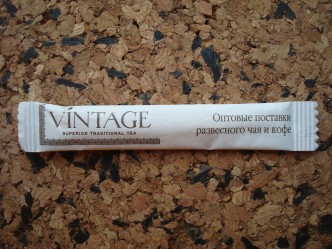 VINTAGE
SUPERIOR TRADITIONAL TEA
Оптовые поставки
развесного чая и кофе